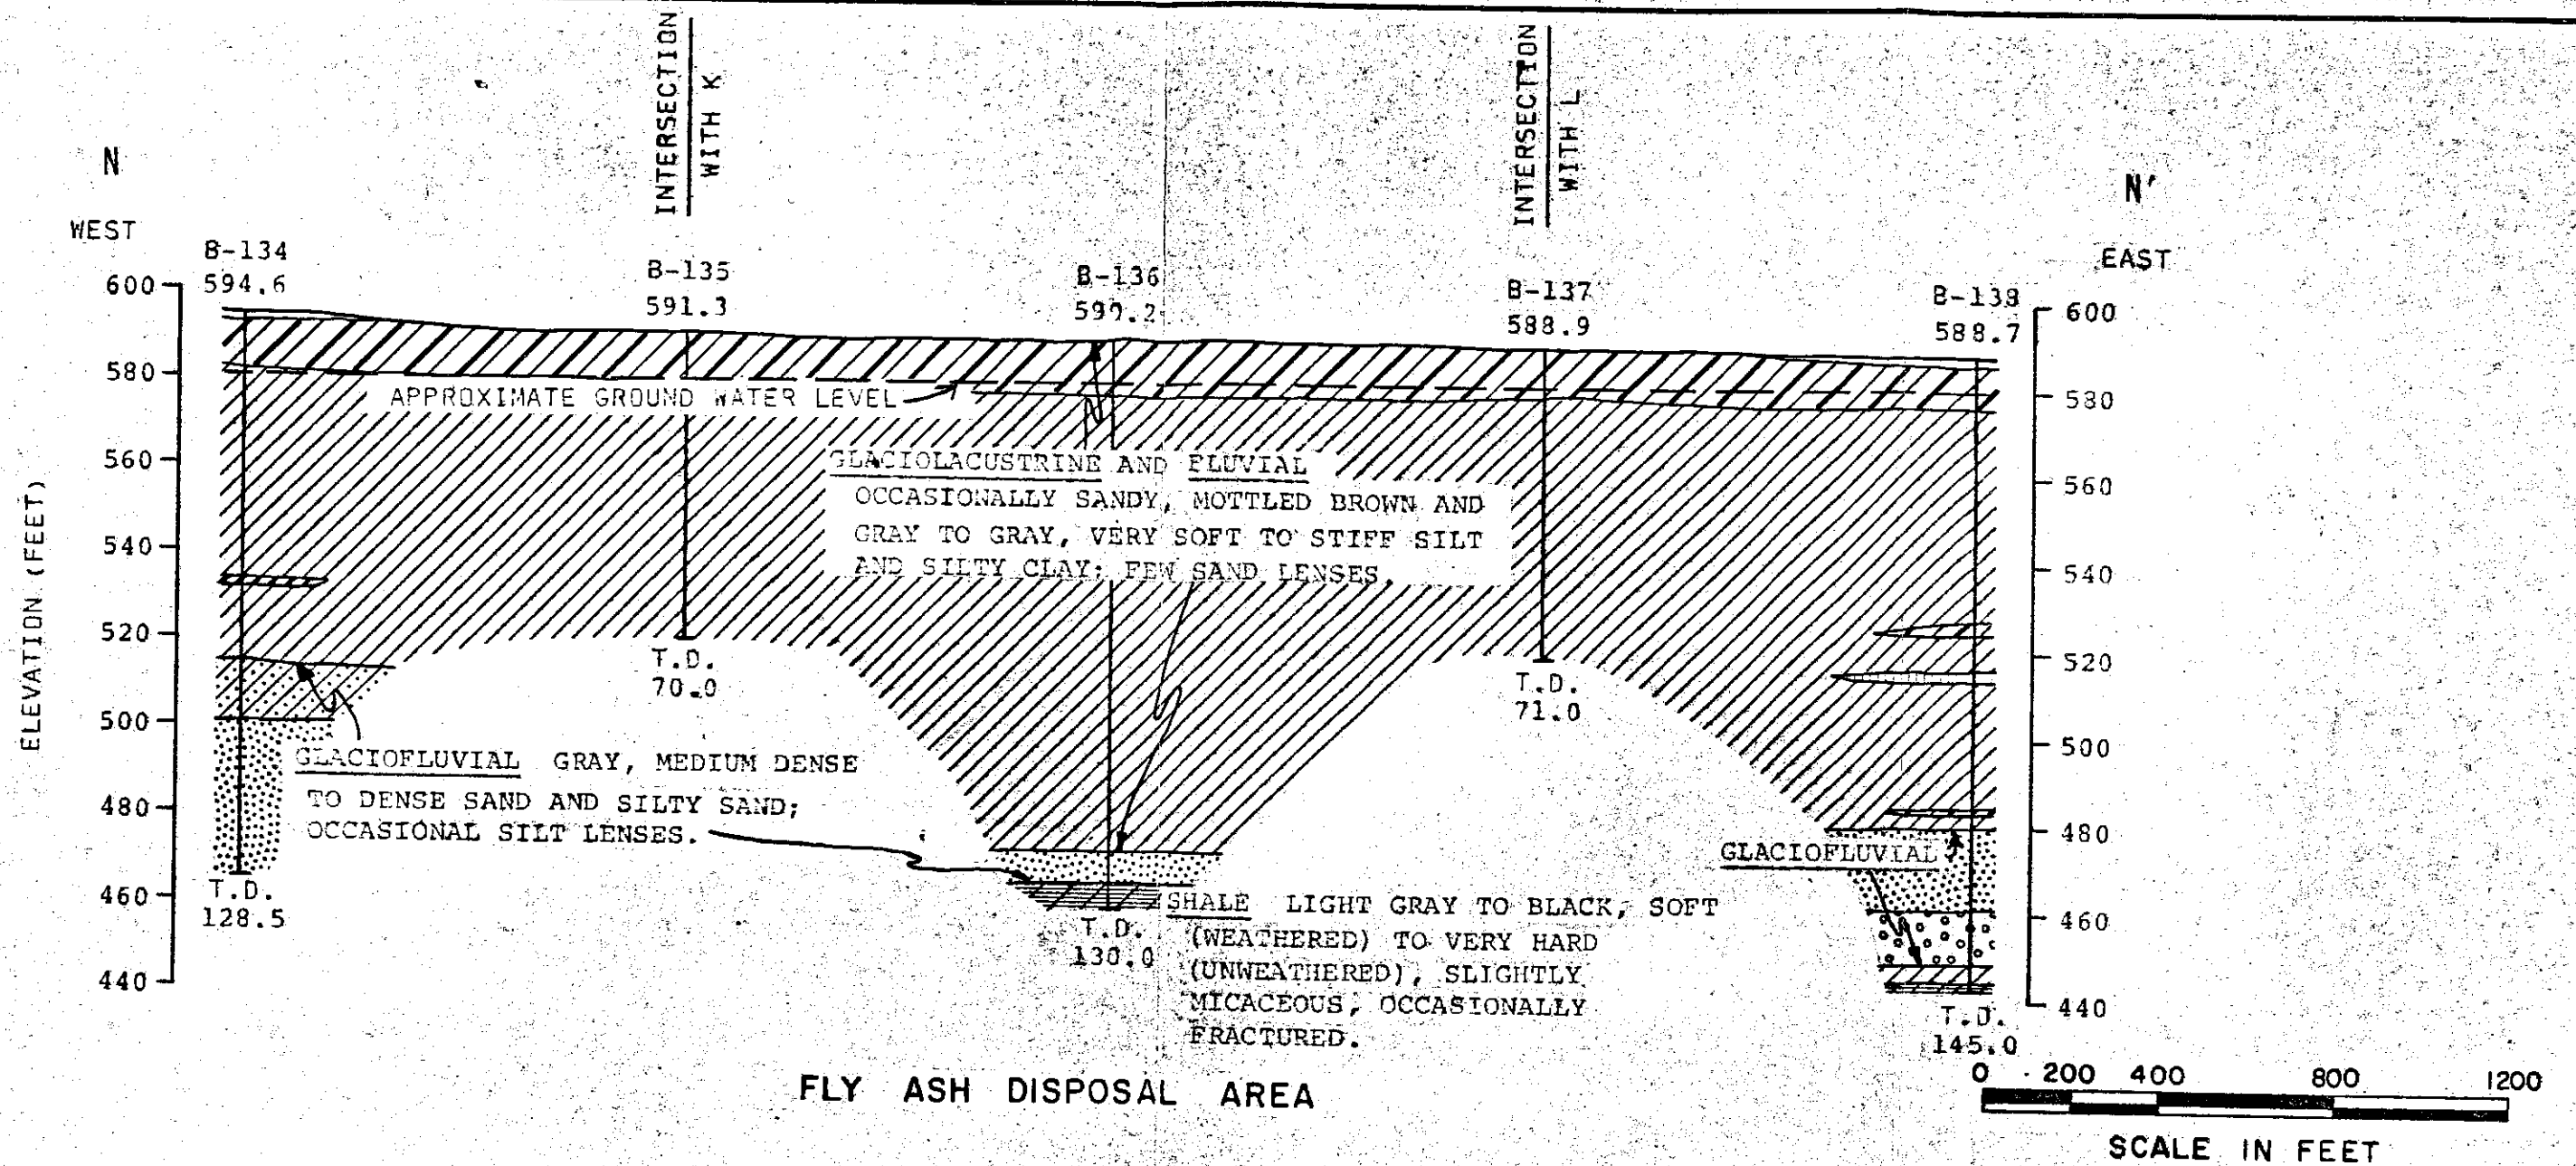 INTERSECTION
WITH K
INTERSECTION
WITH L
N
N'
WEST
EAST
B-134
594.6
B-135
591.3
B-136
590.2
B-137
588.9
B-138
588.7
600
580
560
540
520
500
480
460
440
ELEVATION (FEET)
600
580
560
540
520
500
480
460
440
APPROXIMATE GROUND WATER LEVEL
GLACIOLACUSTRINE AND FLUVIAL
OCCASIONALLY SANDY, MOTTLED BROWN AND
GRAY TO GRAY, VERY SOFT TO STIFF SILT
AND SILTY CLAY; FEW SAND LENSES.
T.D.
70.0
T.D.
71.0
GLACIOFLUVIAL GRAY, MEDIUM DENSE
TO DENSE SAND AND SILTY SAND;
OCCASIONAL SILT LENSES.
GLACIOFLUVIAL
T.D.
128.5
T.D.
130.0
SHALE LIGHT GRAY TO BLACK, SOFT
(WEATHERED) TO VERY HARD
(UNWEATHERED), SLIGHTLY
MICACEOUS, OCCASIONALLY
FRACTURED.
T.D.
145.0
FLY ASH DISPOSAL AREA
0 200 400 800 1200
SCALE IN FEET